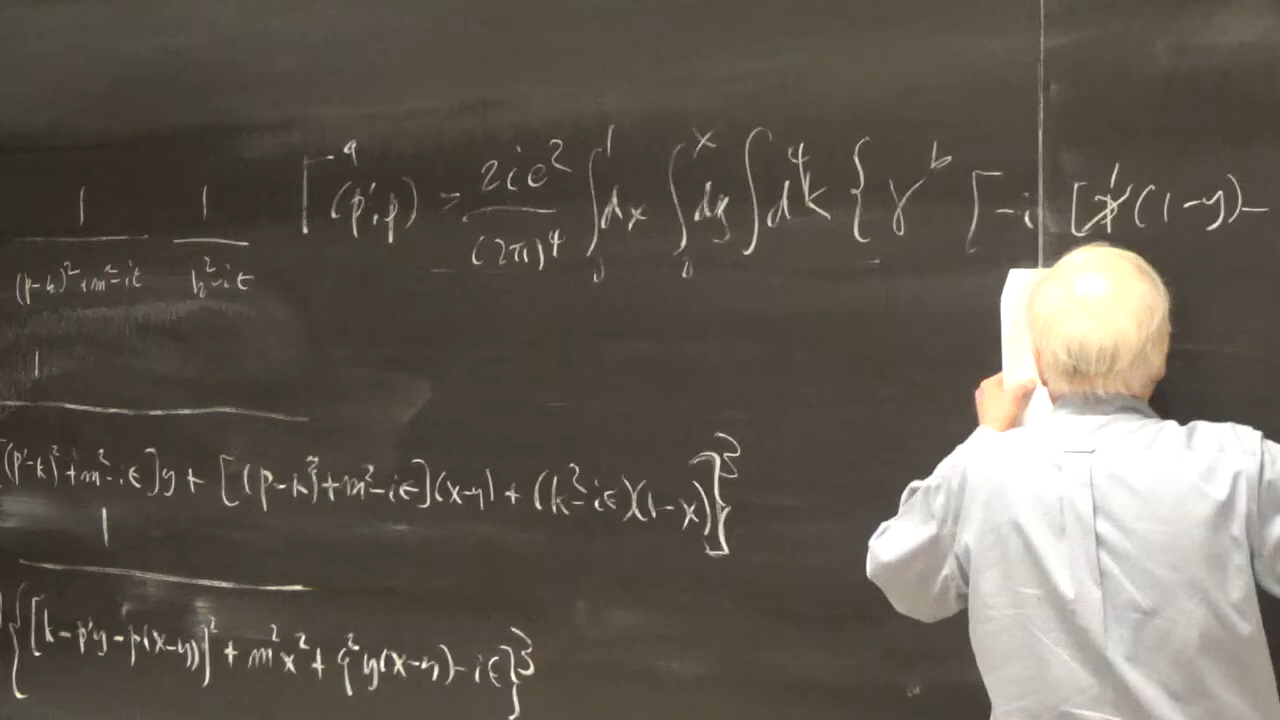 Γ^a(p',p) = 2ie²/(2π)⁴ ∫₀¹dx ∫₀ˣdy ∫d⁴k { γ^b [-i [p̸'(1-y)-
1/((p-k)²+m²-iε) 1/(k²-iε)
1
[(p'-k)²+m²-iε]y + [(p-k)²+m²-iε](x-y) + (k²-iε)(1-x)]}³
1
{[k-p'y-p(x-y)]² + m²x² + q²y(x-y)-iε}³